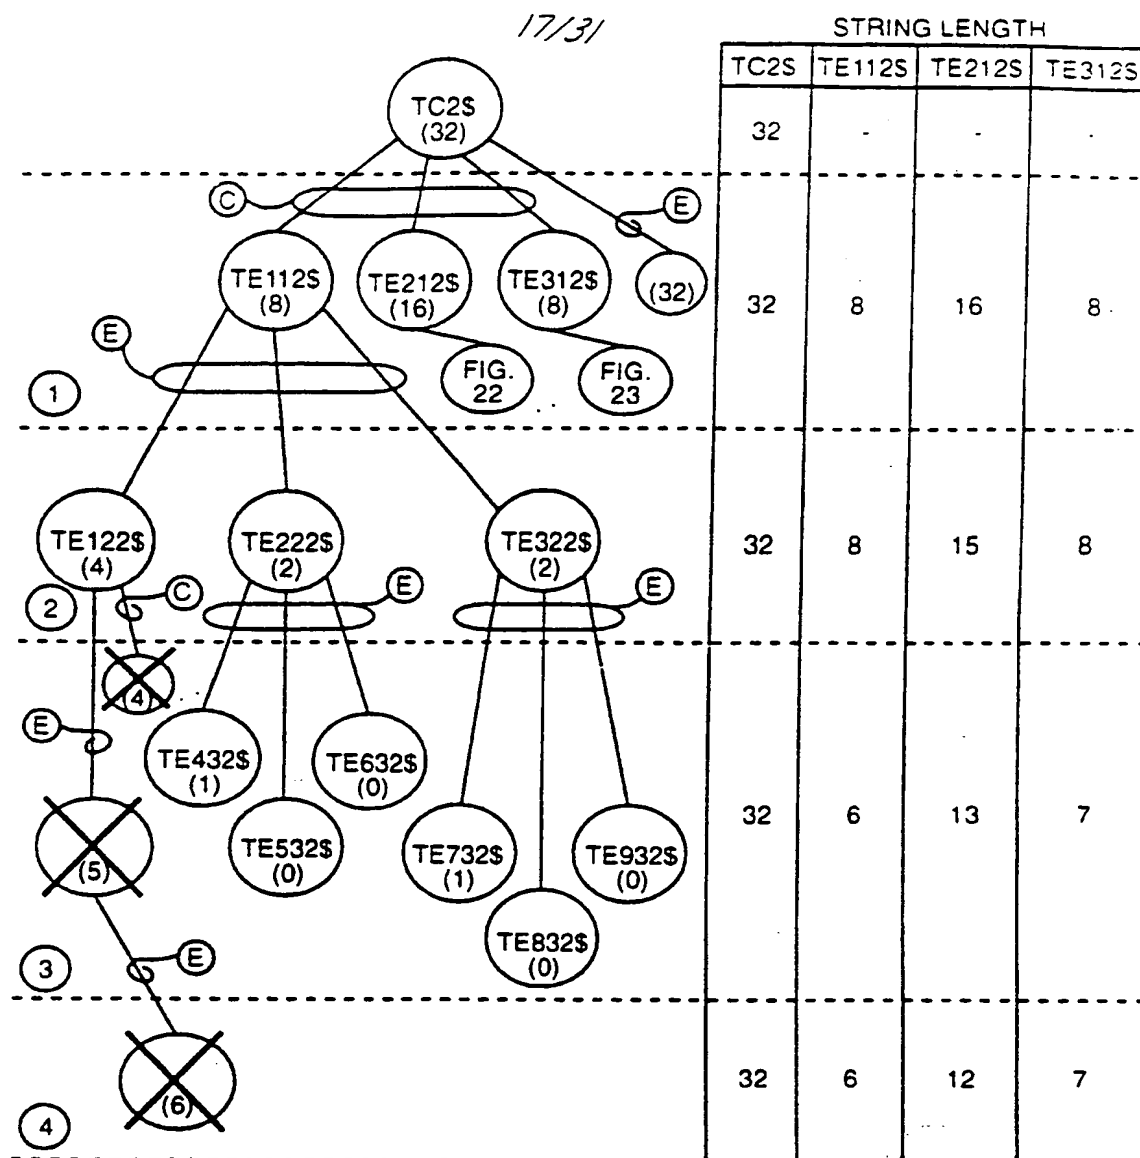 17/31
STRING LENGTH
TC2S TE112S TE212S TE312S
TC2$
(32)
32 - - -
C
E
TE112$
(8)
TE212$
(16)
TE312$
(8)
(32)
32 8 16 8
E
FIG.
22
FIG.
23
1
TE122$
(4)
TE222$
(2)
TE322$
(2)
32 8 15 8
C
E
E
2
(4)
E
TE432$
(1)
TE632$
(0)
TE532$
(0)
TE732$
(1)
TE932$
(0)
TE832$
(0)
32 6 13 7
(5)
E
3
(6)
32 6 12 7
4